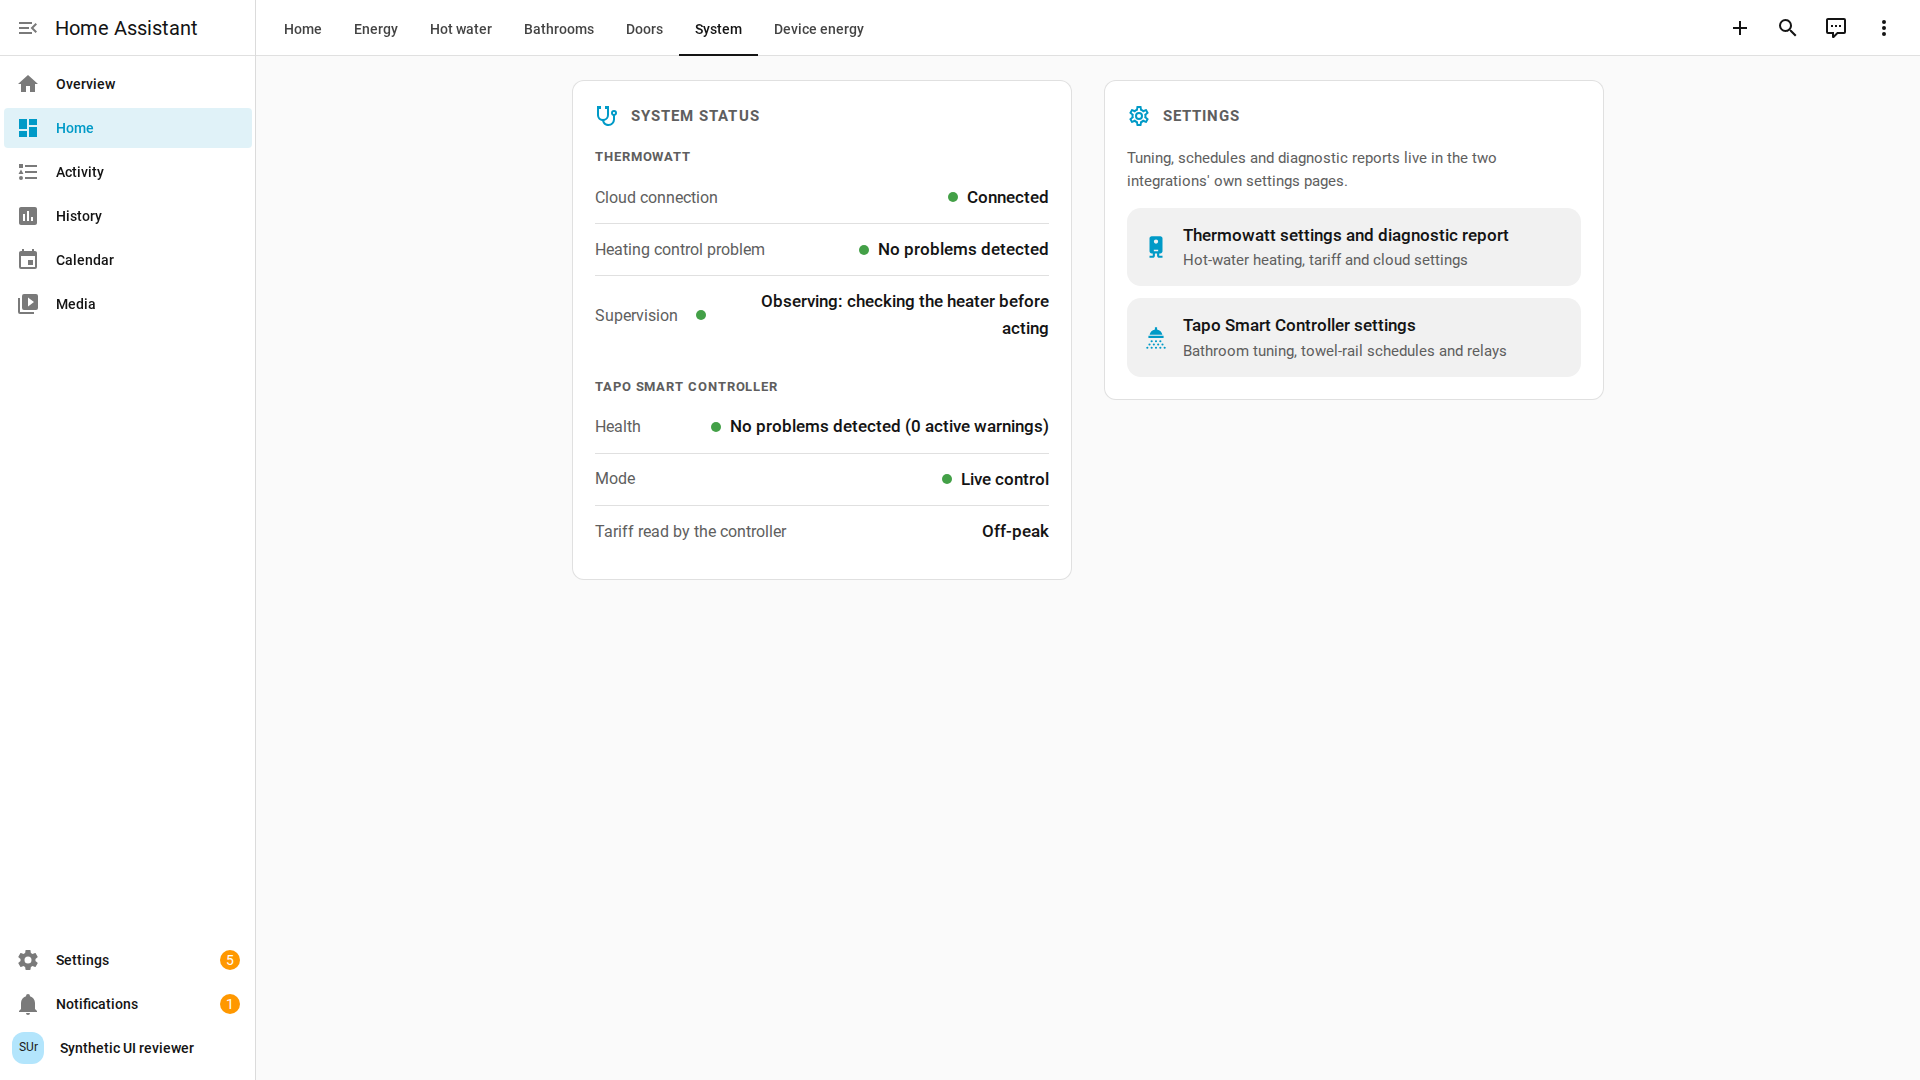 Home Assistant
Home
Energy
Hot water
Bathrooms
Doors
System
Device energy
Overview
Home
Activity
History
Calendar
Media
SYSTEM STATUS
THERMOWATT
Cloud connection
Connected
Heating control problem
No problems detected
Supervision
Observing: checking the heater before
acting
TAPO SMART CONTROLLER
Health
No problems detected (0 active warnings)
Mode
Live control
Tariff read by the controller
Off-peak
SETTINGS
Tuning, schedules and diagnostic reports live in the two
integrations' own settings pages.
Thermowatt settings and diagnostic report
Hot-water heating, tariff and cloud settings
Tapo Smart Controller settings
Bathroom tuning, towel-rail schedules and relays
Settings
5
Notifications
1
SUr
Synthetic UI reviewer